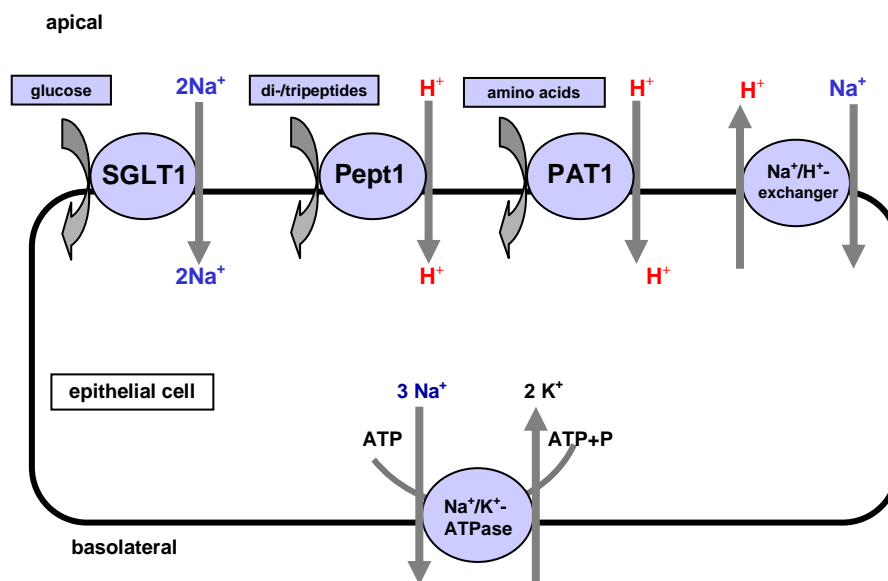 apical
glucose
2Na⁺
di-/tripeptides
H⁺
amino acids
H⁺
H⁺
Na⁺
SGLT1
Pept1
PAT1
Na⁺/H⁺-
exchanger
2Na⁺
H⁺
H⁺
epithelial cell
3 Na⁺
2 K⁺
ATP
ATP+P
Na⁺/K⁺-
ATPase
basolateral